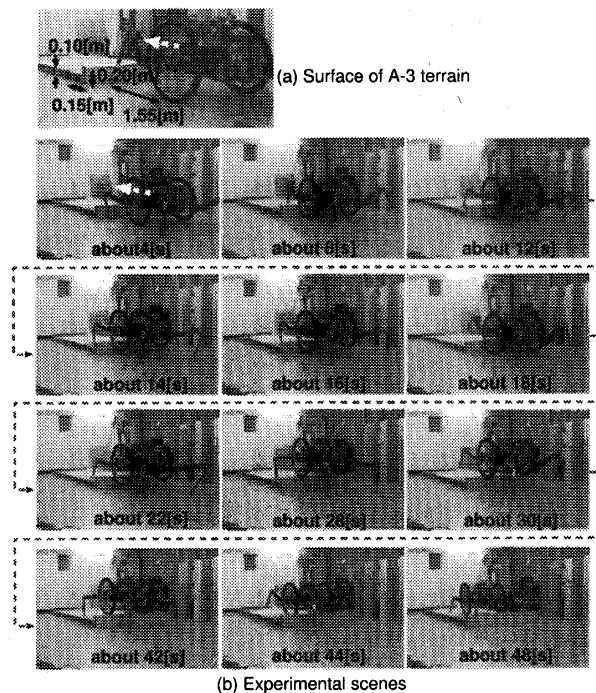 0.10[m]
0.20[m]
0.15[m]
1.55[m]
(a) Surface of A-3 terrain
about4[s]
about 8[s]
about 12[s]
about 14[s]
about 16[s]
about 18[s]
about 22[s]
about 28[s]
about 30[s]
about 42[s]
about 44[s]
about 48[s]
(b) Experimental scenes